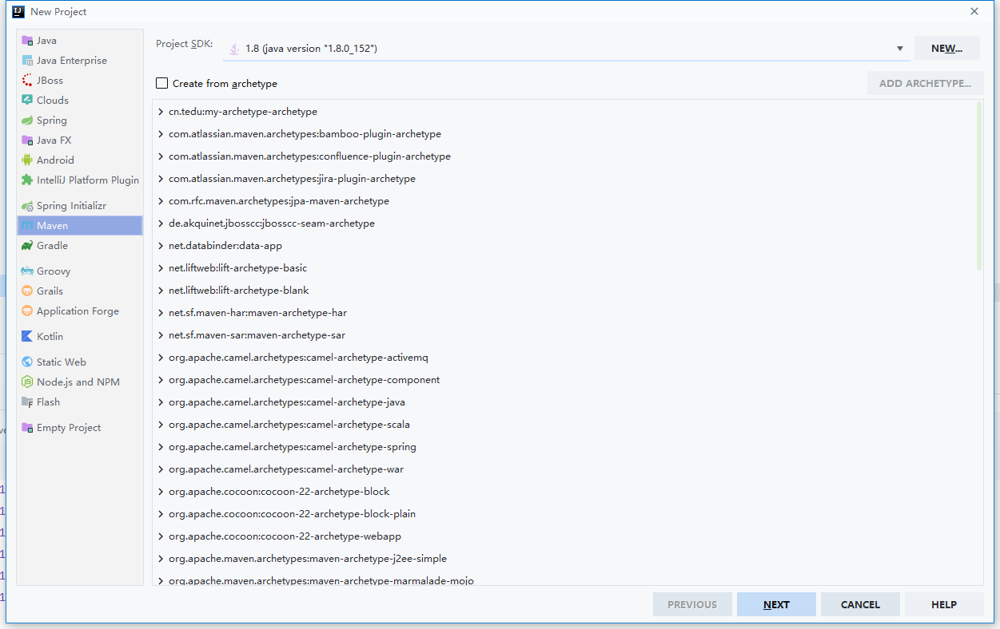 New Project
Java
Java Enterprise
JBoss
Clouds
Spring
Java FX
Android
IntelliJ Platform Plugin
Spring Initializr
Maven
Gradle
Groovy
Grails
Application Forge
Kotlin
Static Web
Node.js and NPM
Flash
Empty Project
Project SDK: 1.8 (java version "1.8.0_152") NEW...
Create from archetype ADD ARCHETYPE...
cn.tedu:my-archetype-archetype
com.atlassian.maven.archetypes:bamboo-plugin-archetype
com.atlassian.maven.archetypes:confluence-plugin-archetype
com.atlassian.maven.archetypes:jira-plugin-archetype
com.rfc.maven.archetypes:jpa-maven-archetype
de.akquinet.jbosscc:jbosscc-seam-archetype
net.databinder:data-app
net.liftweb:lift-archetype-basic
net.liftweb:lift-archetype-blank
net.sf.maven-har:maven-archetype-har
net.sf.maven-sar:maven-archetype-sar
org.apache.camel.archetypes:camel-archetype-activemq
org.apache.camel.archetypes:camel-archetype-component
org.apache.camel.archetypes:camel-archetype-java
org.apache.camel.archetypes:camel-archetype-scala
org.apache.camel.archetypes:camel-archetype-spring
org.apache.camel.archetypes:camel-archetype-war
org.apache.cocoon:cocoon-22-archetype-block
org.apache.cocoon:cocoon-22-archetype-block-plain
org.apache.cocoon:cocoon-22-archetype-webapp
org.apache.maven.archetypes:maven-archetype-j2ee-simple
org.apache.maven.archetypes:maven-archetype-marmalade-mojo
PREVIOUS NEXT CANCEL HELP